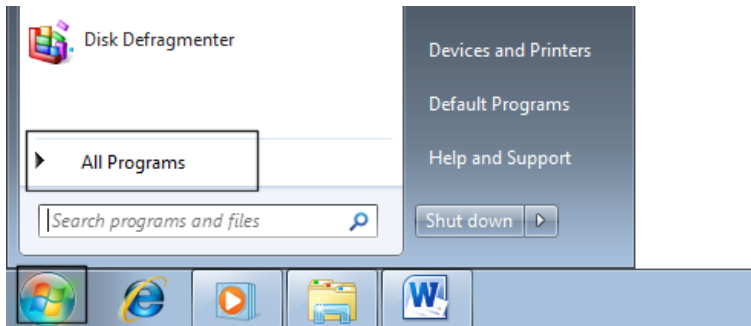 Disk Defragmenter
All Programs
Search programs and files
Devices and Printers
Default Programs
Help and Support
Shut down
W